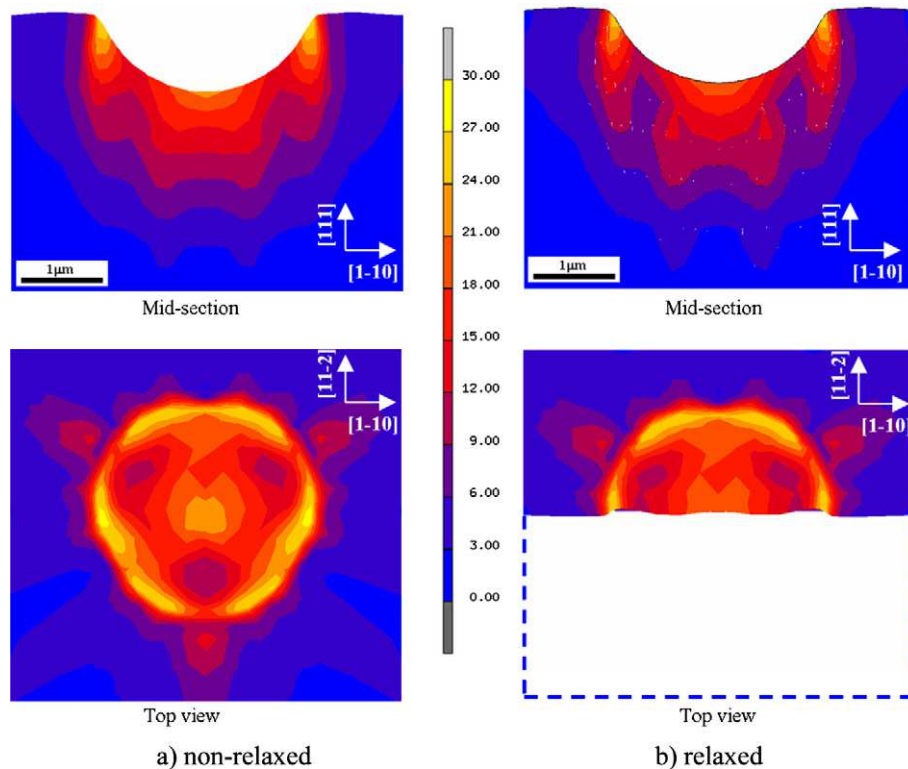 [111]
[1-10]
1µm
Mid-section
30.00
27.00
24.00
21.00
18.00
15.00
12.00
9.00
6.00
3.00
0.00
[111]
[1-10]
1µm
Mid-section
[11-2]
[1-10]
Top view
[11-2]
[1-10]
Top view
a) non-relaxed
b) relaxed